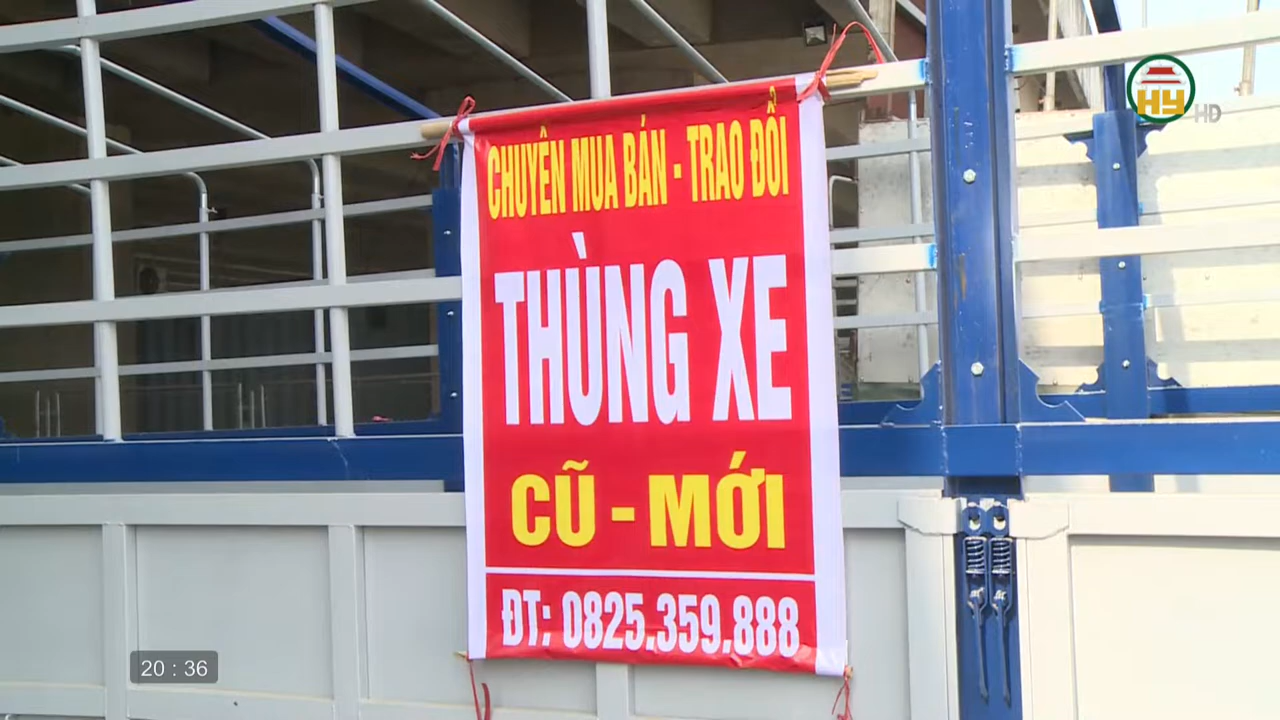 CHUYÊN MUA BÁN - TRAO ĐỔI
THÙNG XE
CŨ - MỚI
ĐT: 0825.359.888
HY HD
20 : 36